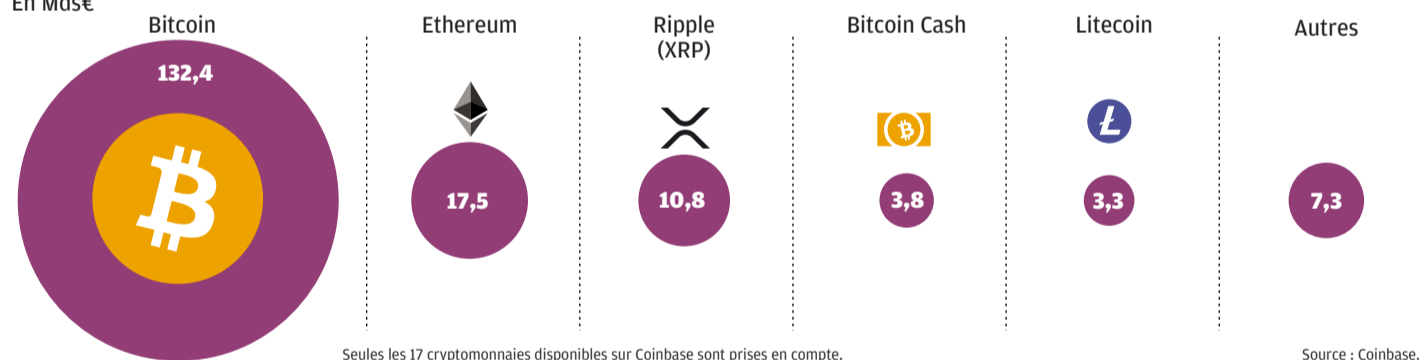 En Mds€
Bitcoin
132,4
Ethereum
17,5
Ripple
(XRP)
10,8
Bitcoin Cash
3,8
Litecoin
3,3
Autres
7,3
Seules les 17 cryptomonnaies disponibles sur Coinbase sont prises en compte.
Source : Coinbase.